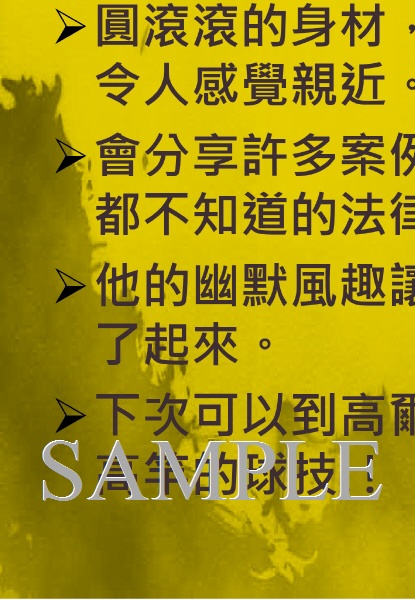 ➢圓滾滾的身材，
令人感覺親近。
➢會分享許多案例
都不知道的法律
➢他的幽默風趣讓
了起來。
➢下次可以到高爾
高竿的球技！
SAMPLE